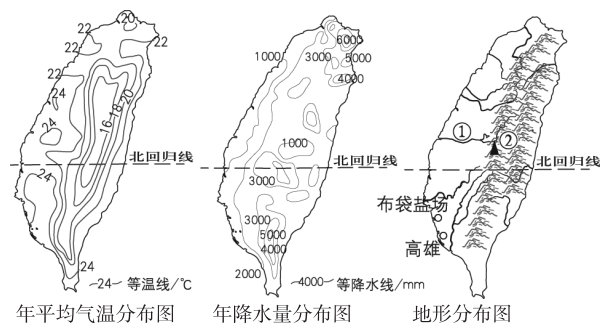 20
22
22
22
22
24
24
16
18
20
北回归线
24
24
—24— 等温线/℃
年平均气温分布图
6000
1000
3000
5000
4000
1000
北回归线
3000
3000
5000
4000
2000
—4000— 等降水线/mm
年降水量分布图
①
②
北回归线
布袋盐场
高雄
地形分布图